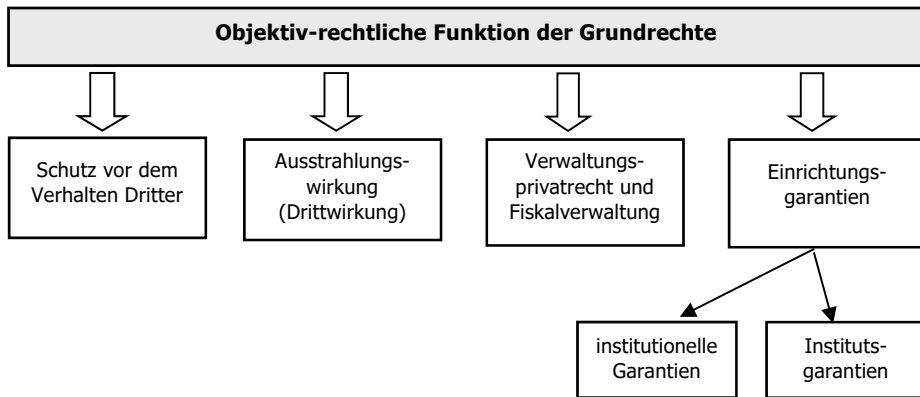 Objektiv-rechtliche Funktion der Grundrechte
Schutz vor dem
Verhalten Dritter
Ausstrahlungs-
wirkung
(Drittwirkung)
Verwaltungs-
privatrecht und
Fiskalverwaltung
Einrichtungs-
garantien
institutionelle
Garantien
Instituts-
garantien